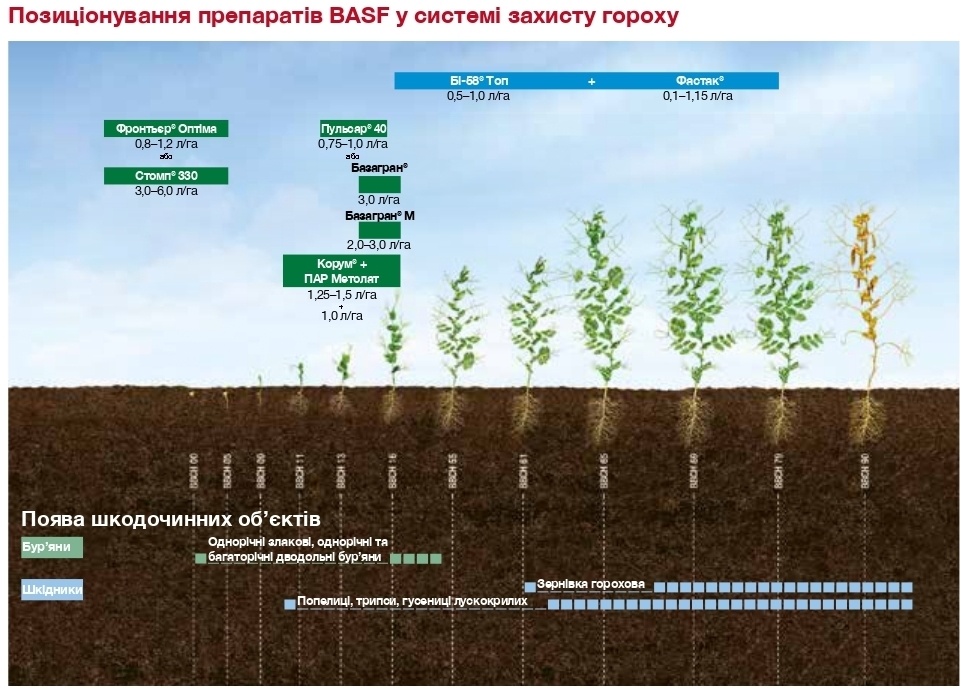 Позиціонування препаратів BASF у системі захисту гороху
БІ-58® Топ + Фастак®
0,5–1,0 л/га 0,1–1,15 л/га
Фронтьєр® Оптіма
0,8–1,2 л/га
або
Стомп® 330
3,0–6,0 л/га
Пульсар® 40
0,75–1,0 л/га
або
Базагран®
3,0 л/га
Базагран® М
2,0–3,0 л/га
Корум® +
ПАР Метолат
1,25–1,5 л/га
+
1,0 л/га
BBCH 00
BBCH 05
BBCH 09
BBCH 11
BBCH 13
BBCH 16
BBCH 55
BBCH 61
BBCH 65
BBCH 69
BBCH 79
BBCH 90
Поява шкодочинних об’єктів
Бур’яни
Однорічні злакові, однорічні та
багаторічні дводольні бур’яни
Шкідники
Зернівка горохова
Попелиці, трипси, гусениці лускокрилих